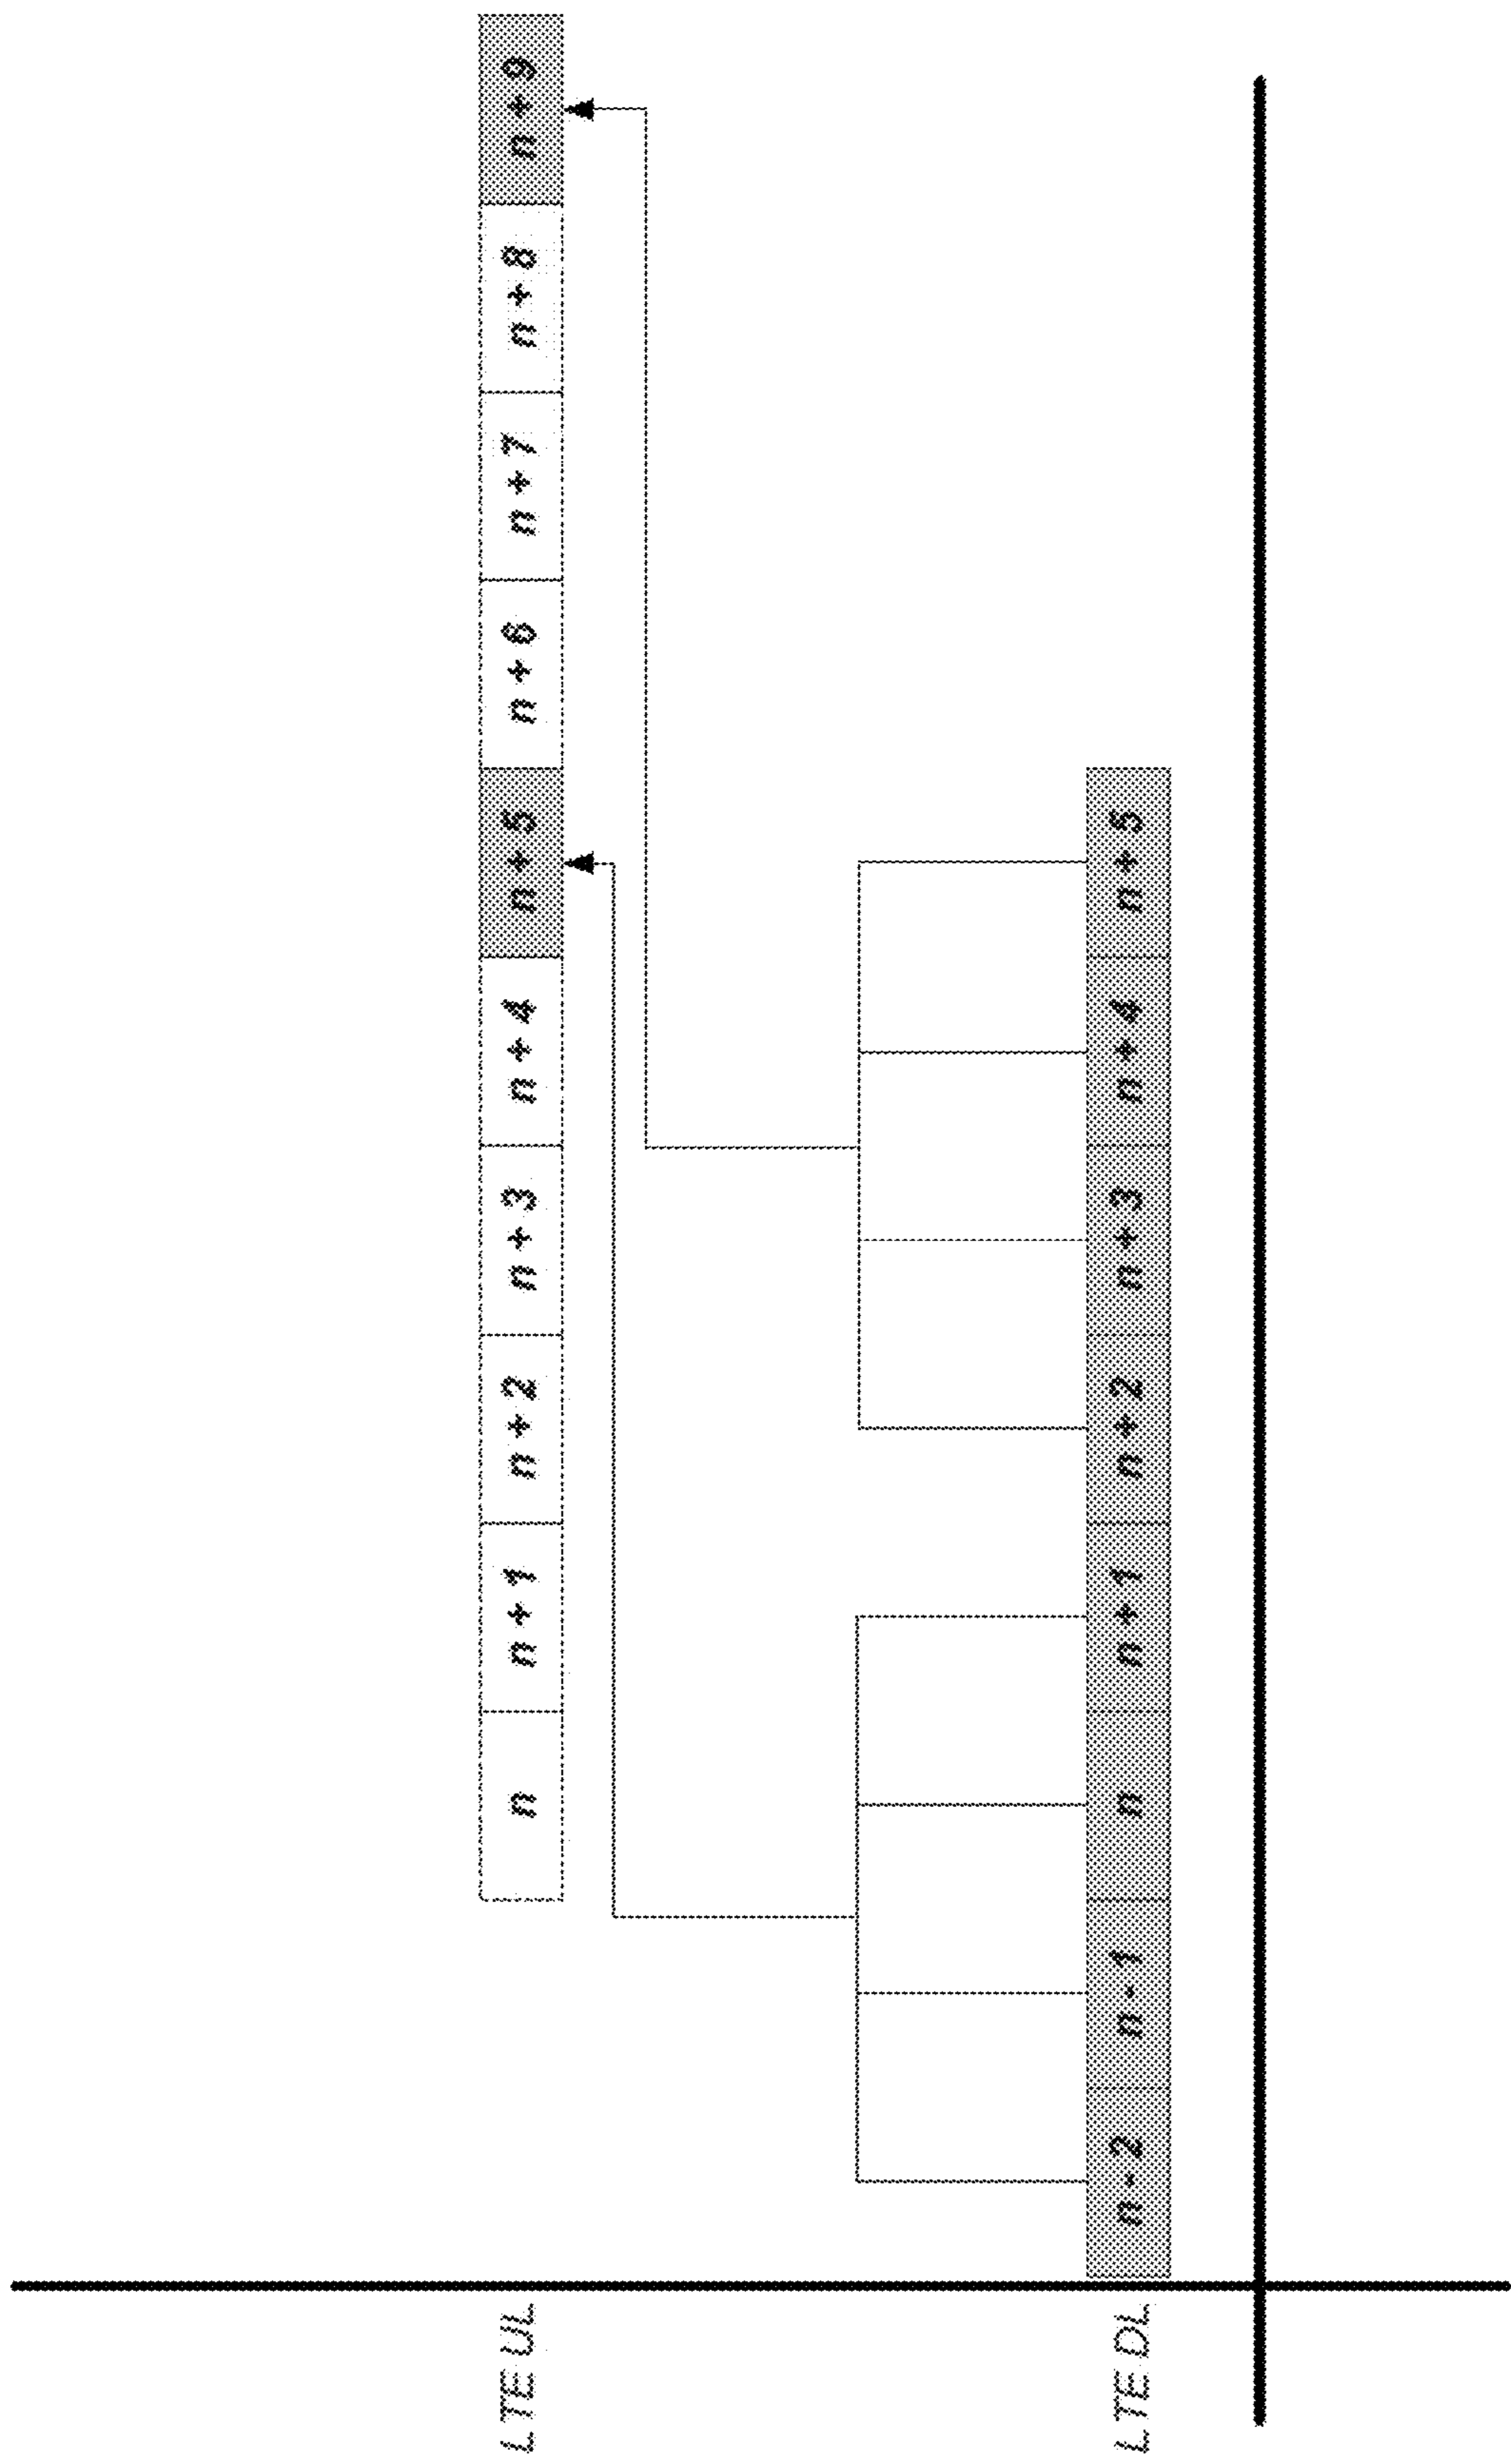 LTE UL
n
n + 1
n + 2
n + 3
n + 4
n + 5
n + 6
n + 7
n + 8
n + 9
LTE DL
n - 2
n - 1
n
n + 1
n + 2
n + 3
n + 4
n + 5